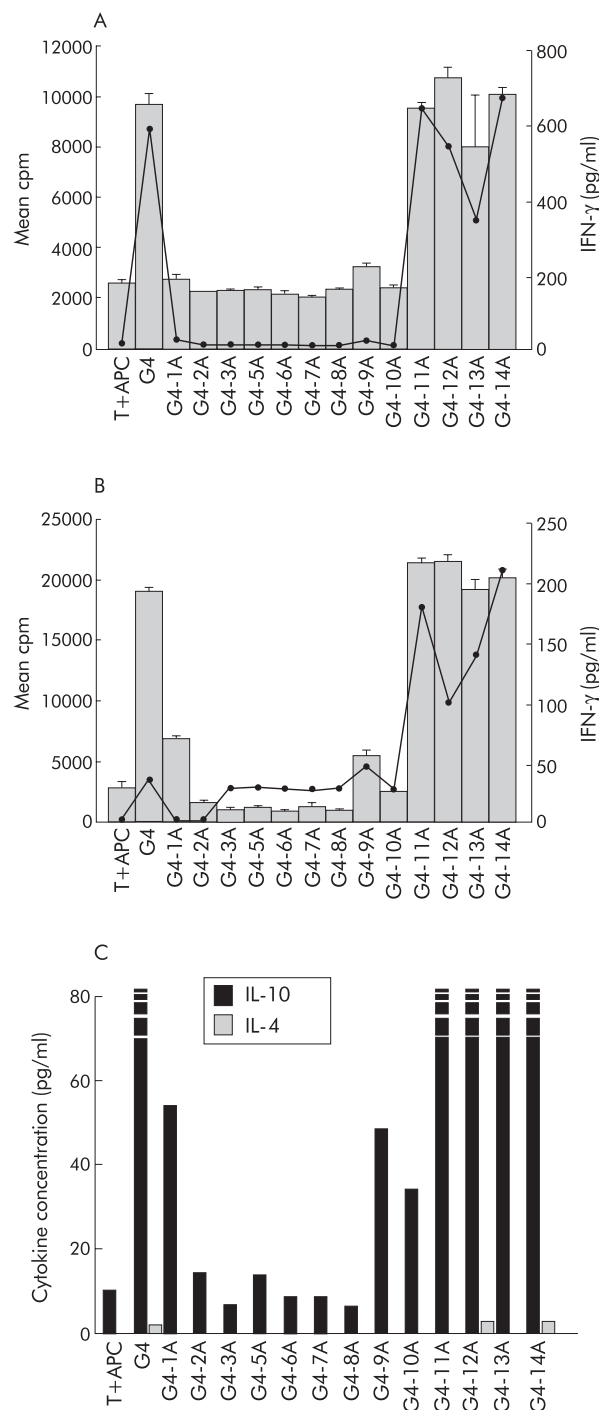 A
12000
10000
8000
6000
4000
2000
0
Mean cpm
800
600
400
200
0
IFN-γ (pg/ml)
T+APC
G4
G4-1A
G4-2A
G4-3A
G4-5A
G4-6A
G4-7A
G4-8A
G4-9A
G4-10A
G4-11A
G4-12A
G4-13A
G4-14A
B
25000
20000
15000
10000
5000
0
Mean cpm
250
200
150
100
50
0
IFN-γ (pg/ml)
T+APC
G4
G4-1A
G4-2A
G4-3A
G4-5A
G4-6A
G4-7A
G4-8A
G4-9A
G4-10A
G4-11A
G4-12A
G4-13A
G4-14A
C
IL-10
IL-4
80
60
40
20
0
Cytokine concentration (pg/ml)
T+APC
G4
G4-1A
G4-2A
G4-3A
G4-5A
G4-6A
G4-7A
G4-8A
G4-9A
G4-10A
G4-11A
G4-12A
G4-13A
G4-14A